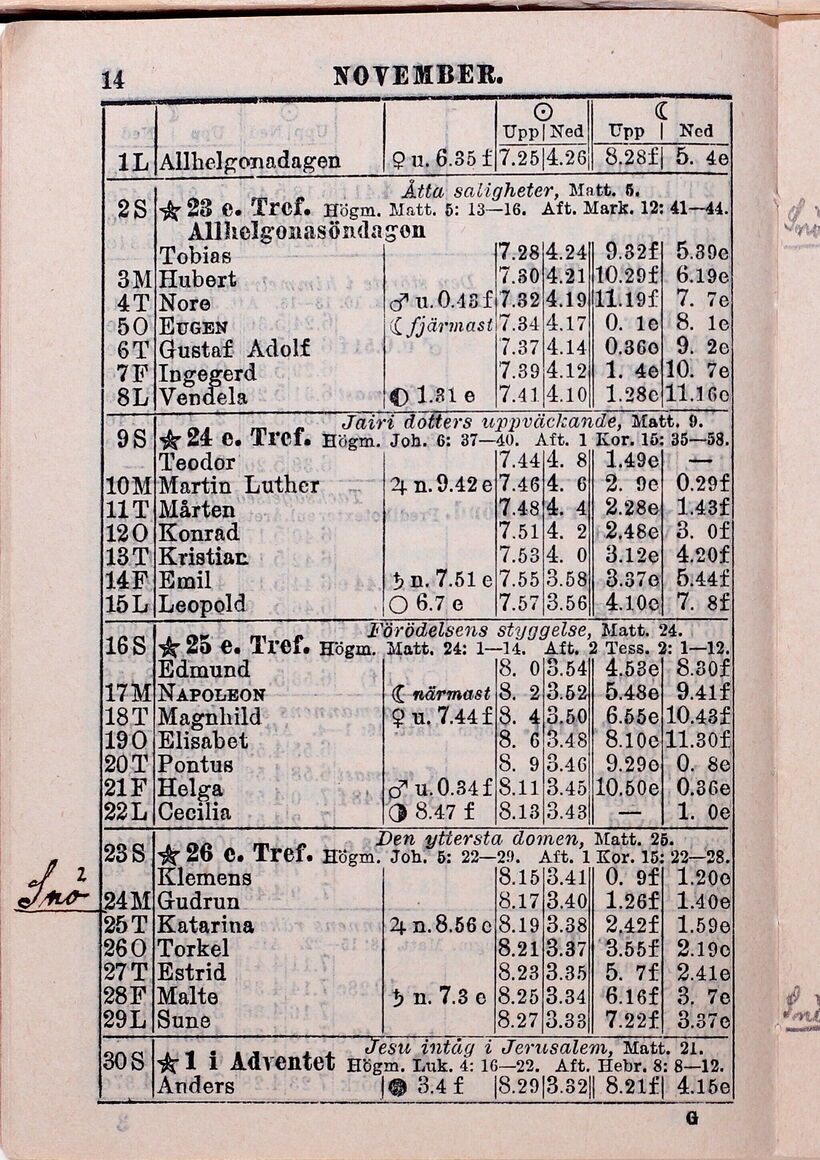 14 NOVEMBER.
☉ ☾
Upp Ned Upp Ned
1 L Allhelgonadagen ♀ u. 6.35 f 7.25 4.26 8.28f 5. 4e
Åtta saligheter, Matt. 5.
2 S ★ 23 e. Tref. Högm. Matt. 5: 13—16. Aft. Mark. 12: 41—44.
Allhelgonasöndagen
Tobias 7.28 4.24 9.32f 5.39e
3 M Hubert 7.30 4.21 10.29f 6.19e
4 T Nore ♂ u. 0.43 f 7.32 4.19 11.19f 7. 7e
5 O EUGEN ☾ fjärmast 7.34 4.17 0. 1e 8. 1e
6 T Gustaf Adolf 7.37 4.14 0.36e 9. 2e
7 F Ingegerd 7.39 4.12 1. 4e 10. 7e
8 L Vendela ◐ 1.31 e 7.41 4.10 1.28e 11.16e
Jairi dotters uppväckande, Matt. 9.
9 S ★ 24 e. Tref. Högm. Joh. 6: 37—40. Aft. 1 Kor. 15: 35—58.
Teodor 7.44 4. 8 1.49e —
10 M Martin Luther ♃ n. 9.42 e 7.46 4. 6 2. 9e 0.29f
11 T Mårten 7.48 4. 4 2.28e 1.43f
12 O Konrad 7.51 4. 2 2.48e 3. 0f
13 T Kristian 7.53 4. 0 3.12e 4.20f
14 F Emil ♄ n. 7.51 e 7.55 3.58 3.37e 5.44f
15 L Leopold ○ 6.7 e 7.57 3.56 4.10e 7. 8f
Förödelsens styggelse, Matt. 24.
16 S ★ 25 e. Tref. Högm. Matt. 24: 1—14. Aft. 2 Tess. 2: 1—12.
Edmund 8. 0 3.54 4.53e 8.30f
17 M NAPOLEON ☾ närmast 8. 2 3.52 5.48e 9.41f
18 T Magnhild ♀ u. 7.44 f 8. 4 3.50 6.55e 10.43f
19 O Elisabet 8. 6 3.48 8.10e 11.30f
20 T Pontus 8. 9 3.46 9.29e 0. 8e
21 F Helga ♂ u. 0.34 f 8.11 3.45 10.50e 0.36e
22 L Cecilia ◑ 8.47 f 8.13 3.43 — 1. 0e
Den yttersta domen, Matt. 25.
23 S ★ 26 e. Tref. Högm. Joh. 5: 22—29. Aft. 1 Kor. 15: 22—28.
Klemens 8.15 3.41 0. 9f 1.20e
Snö 2
24 M Gudrun 8.17 3.40 1.26f 1.40e
25 T Katarina ♃ n. 8.56 e 8.19 3.38 2.42f 1.59e
26 O Torkel 8.21 3.37 3.55f 2.19e
27 T Estrid 8.23 3.35 5. 7f 2.41e
28 F Malte ♄ n. 7.3 e 8.25 3.34 6.16f 3. 7e
29 L Sune 8.27 3.33 7.22f 3.37e
Jesu intåg i Jerusalem, Matt. 21.
30 S ★ 1 i Adventet Högm. Luk. 4: 16—22. Aft. Hebr. 8: 8—12.
Anders ● 3.4 f 8.29 3.32 8.21f 4.15e
G